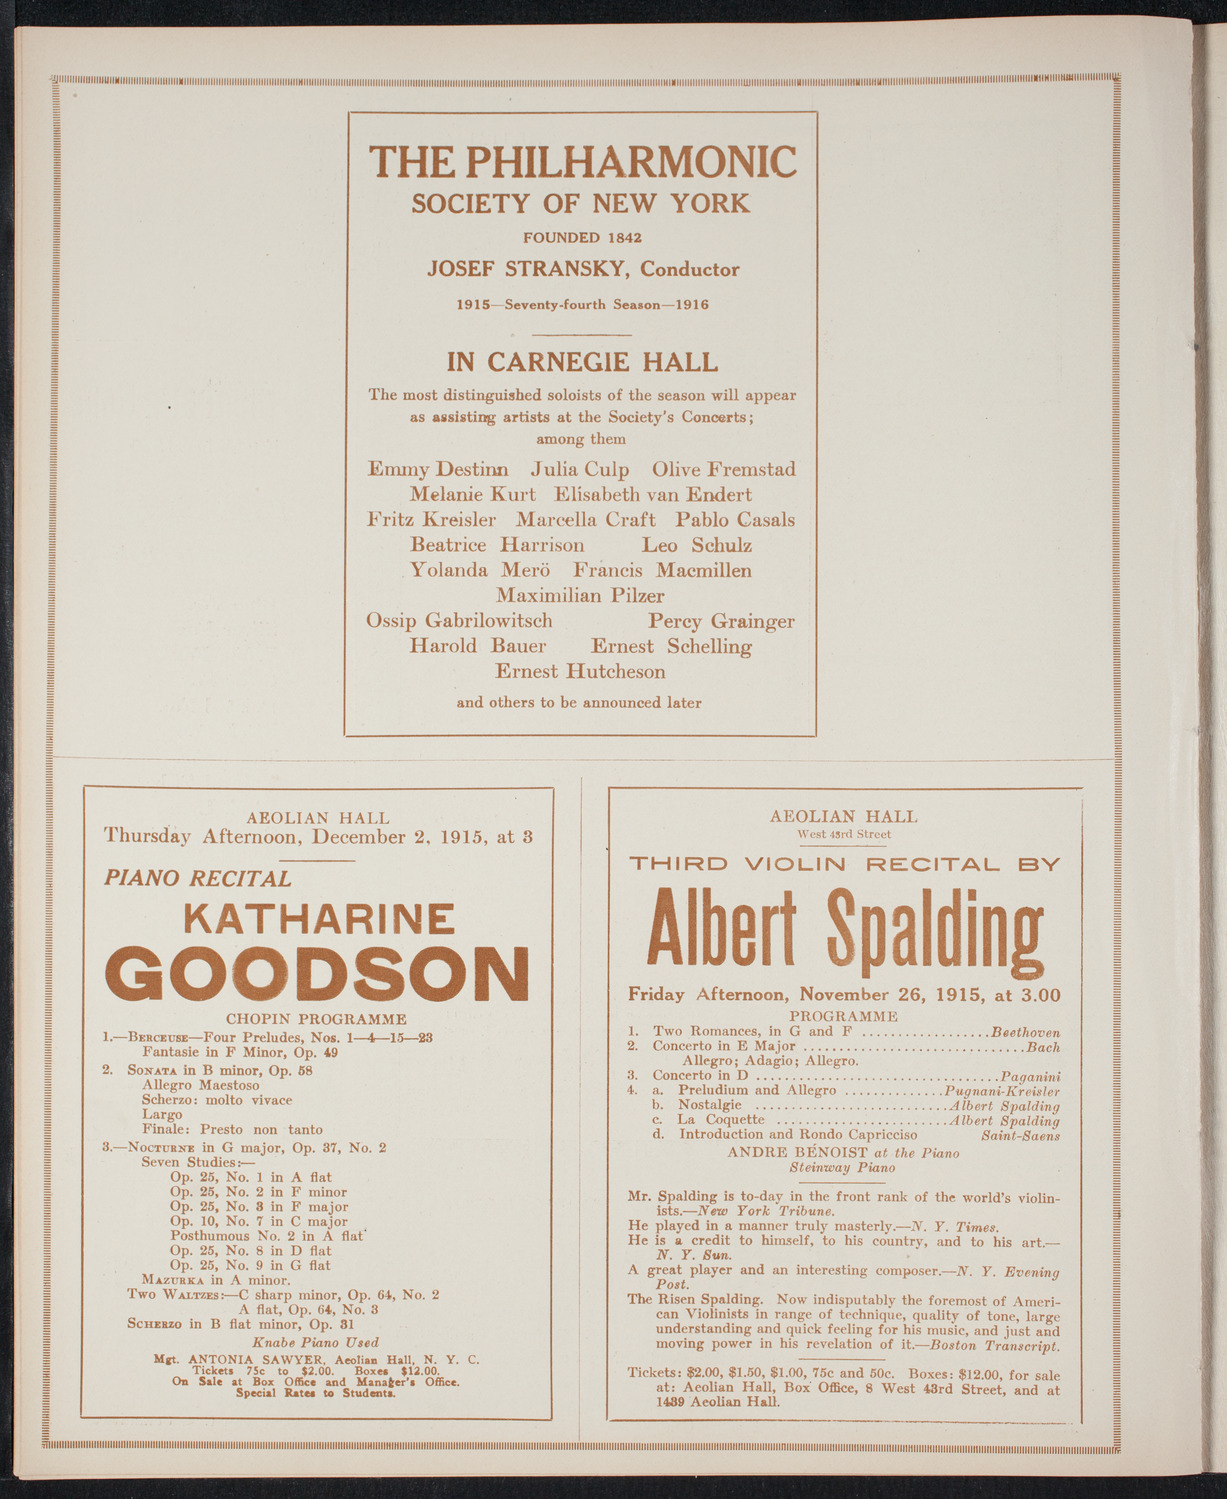 THE PHILHARMONIC
SOCIETY OF NEW YORK
FOUNDED 1842
JOSEF STRANSKY, Conductor
1915—Seventy-fourth Season—1916
IN CARNEGIE HALL
The most distinguished soloists of the season will appear
as assisting artists at the Society's Concerts;
among them
Emmy Destinn Julia Culp Olive Fremstad
Melanie Kurt Elisabeth van Endert
Fritz Kreisler Marcella Craft Pablo Casals
Beatrice Harrison Leo Schulz
Yolanda Merö Francis Macmillen
Maximilian Pilzer
Ossip Gabrilowitsch Percy Grainger
Harold Bauer Ernest Schelling
Ernest Hutcheson
and others to be announced later
AEOLIAN HALL
Thursday Afternoon, December 2, 1915, at 3
PIANO RECITAL
KATHARINE
GOODSON
CHOPIN PROGRAMME
1.—BERCEUSE—Four Preludes, Nos. 1—4—15—23
Fantasie in F Minor, Op. 49
2. SONATA in B minor, Op. 58
Allegro Maestoso
Scherzo: molto vivace
Largo
Finale: Presto non tanto
3.—NOCTURNE in G major, Op. 37, No. 2
Seven Studies:—
Op. 25, No. 1 in A flat
Op. 25, No. 2 in F minor
Op. 25, No. 3 in F major
Op. 10, No. 7 in C major
Posthumous No. 2 in A flat
Op. 25, No. 8 in D flat
Op. 25, No. 9 in G flat
MAZURKA in A minor.
TWO WALTZES:—C sharp minor, Op. 64, No. 2
A flat, Op. 64, No. 3
SCHERZO in B flat minor, Op. 31
Knabe Piano Used
Mgt. ANTONIA SAWYER, Aeolian Hall, N. Y. C.
Tickets 75c to $2.00. Boxes $12.00.
On Sale at Box Office and Manager's Office.
Special Rates to Students.
AEOLIAN HALL
West 43rd Street
THIRD VIOLIN RECITAL BY
Albert Spalding
Friday Afternoon, November 26, 1915, at 3.00
PROGRAMME
1. Two Romances, in G and F ..................Beethoven
2. Concerto in E Major ...............................Bach
Allegro; Adagio; Allegro.
3. Concerto in D ...................................Paganini
4. a. Preludium and Allegro ..............Pugnani-Kreisler
b. Nostalgie ...........................Albert Spalding
c. La Coquette ........................Albert Spalding
d. Introduction and Rondo Capricciso Saint-Saens
ANDRE BENOIST at the Piano
Steinway Piano
Mr. Spalding is to-day in the front rank of the world's violin-
ists.—New York Tribune.
He played in a manner truly masterly.—N. Y. Times.
He is a credit to himself, to his country, and to his art.—
N. Y. Sun.
A great player and an interesting composer.—N. Y. Evening
Post.
The Risen Spalding. Now indisputably the foremost of Ameri-
can Violinists in range of technique, quality of tone, large
understanding and quick feeling for his music, and just and
moving power in his revelation of it.—Boston Transcript.
Tickets: $2.00, $1.50, $1.00, 75c and 50c. Boxes: $12.00, for sale
at: Aeolian Hall, Box Office, 8 West 43rd Street, and at
1439 Aeolian Hall.